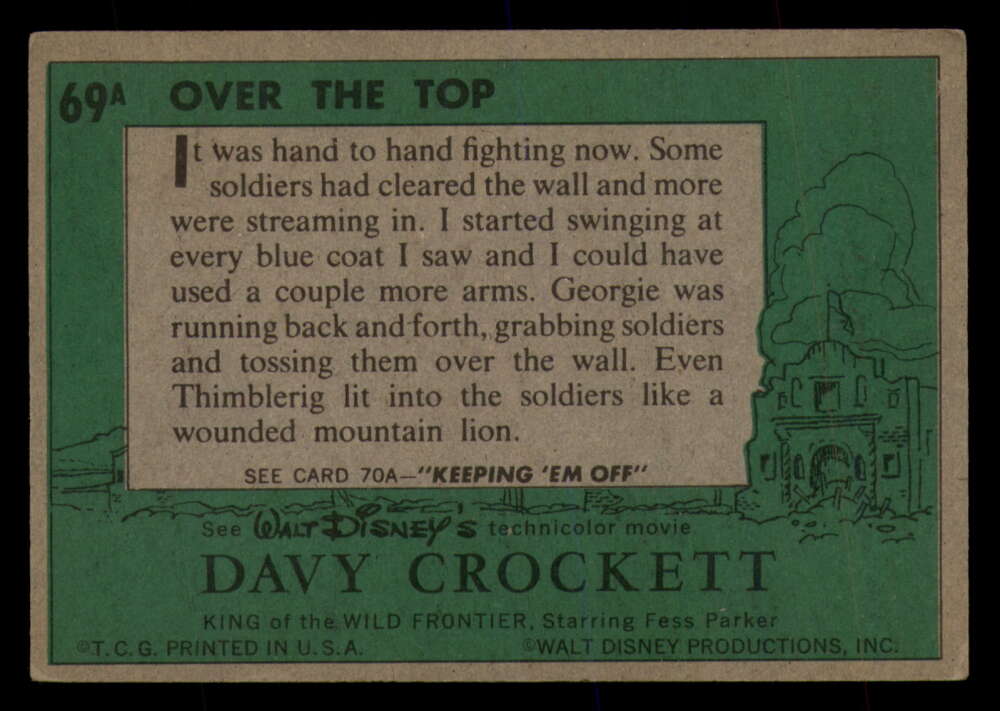 69A OVER THE TOP
It was hand to hand fighting now. Some
soldiers had cleared the wall and more
were streaming in. I started swinging at
every blue coat I saw and I could have
used a couple more arms. Georgie was
running back and forth, grabbing soldiers
and tossing them over the wall. Even
Thimblerig lit into the soldiers like a
wounded mountain lion.
SEE CARD 70A—"KEEPING 'EM OFF"
See WALT DISNEY'S technicolor movie
DAVY CROCKETT
KING of the WILD FRONTIER, Starring Fess Parker
©T.C.G. PRINTED IN U.S.A. ©WALT DISNEY PRODUCTIONS, INC.